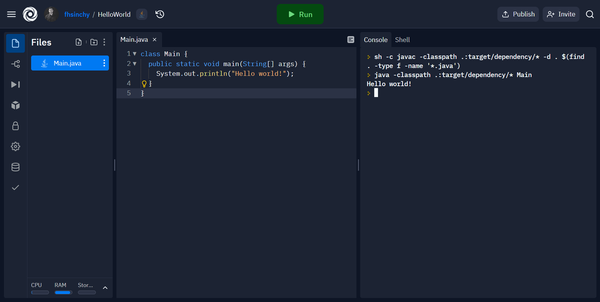 fhsinchy / HelloWorld
Run
Publish
Invite
Files
Main.java
CPU
RAM
Stor...
Main.java
1 class Main {
2 public static void main(String[] args) {
3 System.out.println("Hello world!");
4 }
5 }
Console
Shell
sh -c javac -classpath .:target/dependency/* -d . $(find
. -type f -name '*.java')
java -classpath .:target/dependency/* Main
Hello world!